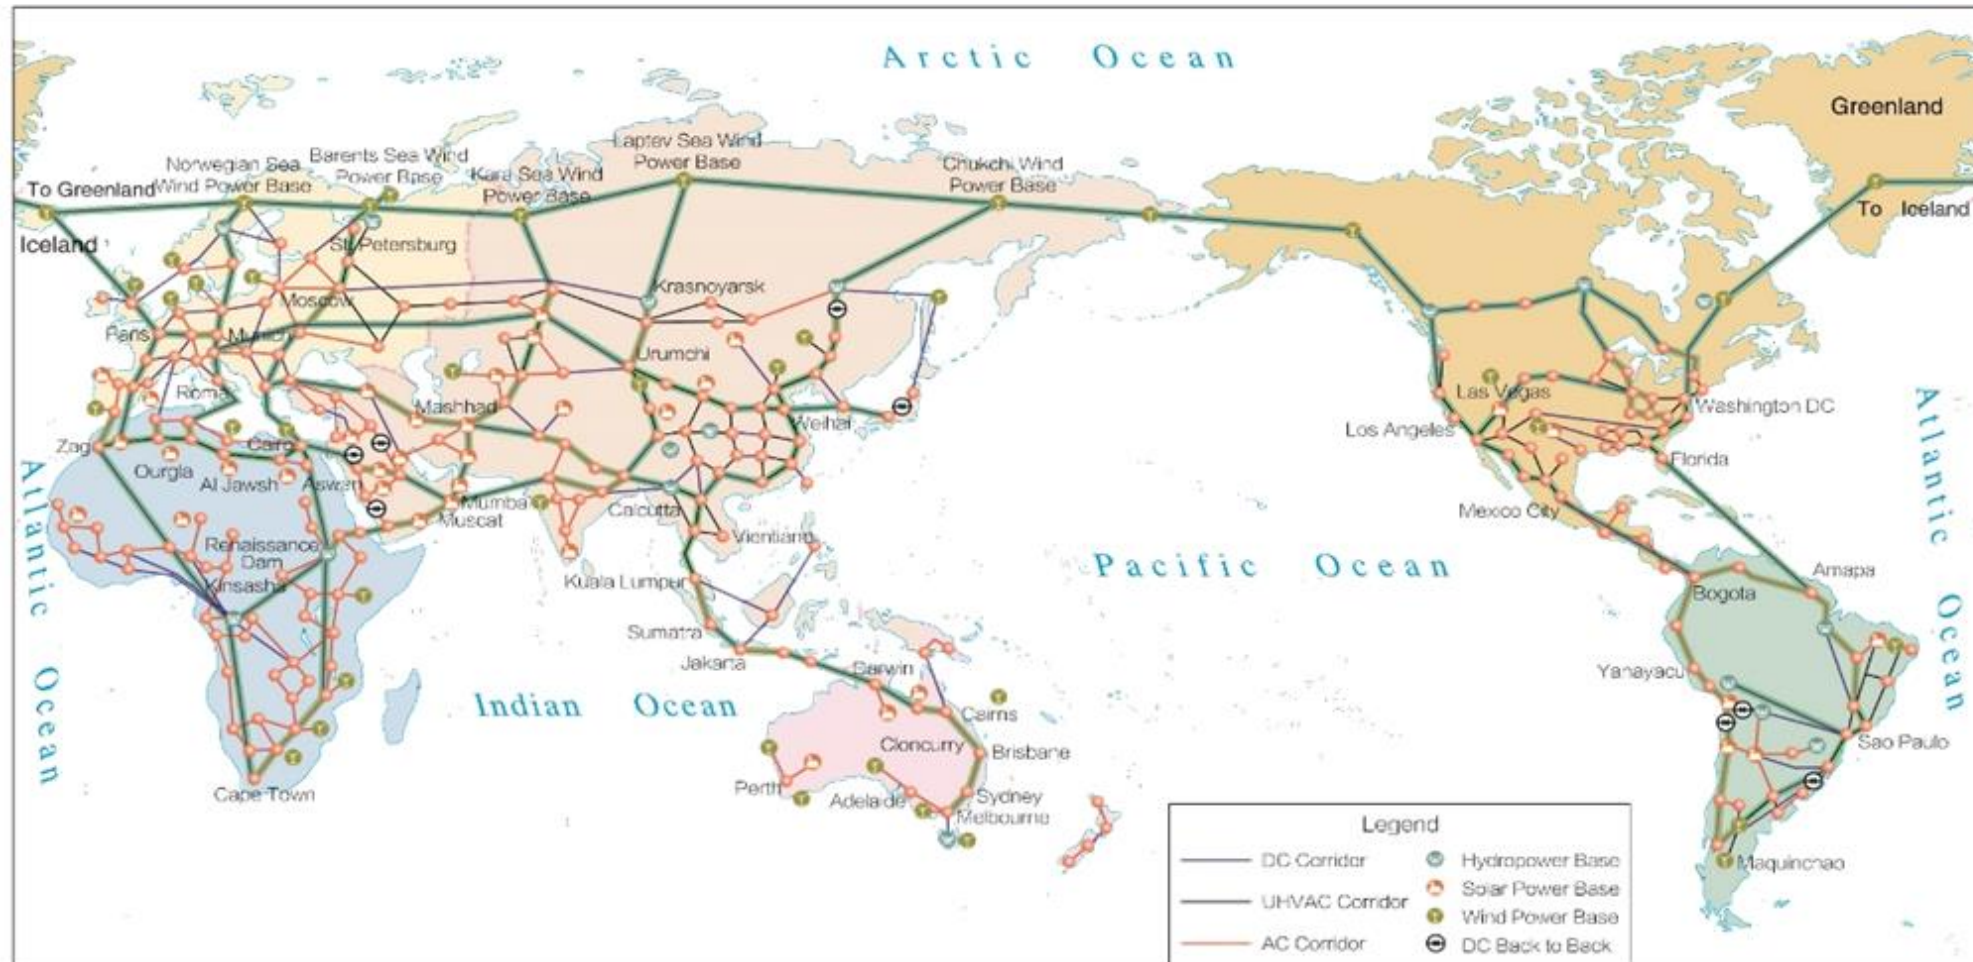 Arctic Ocean
Greenland
Laptev Sea Wind
Power Base
Barents Sea Wind
Power Base
Norwegian Sea
Wind Power Base
Kara Sea Wind
Power Base
Chukchi Wind
Power Base
To Greenland
To Iceland
Iceland
St. Petersburg
Krasnoyarsk
Moscow
Paris
Munich
Urumchi
Roma
Mashhad
Weihai
Las Vegas
Washington DC
Los Angeles
Zag
Cairo
Ourgla
Al Jawsh
Aswan
Florida
Mumba
Muscat
Calcutta
Mexico City
Vientiane
Renaissance
Dam
Kinsasha
Kuala Lumpur
Pacific Ocean
Amapa
Bogota
Sumatra
Jakarta
Darwin
Yanayacu
Atlantic Ocean
Atlantic Ocean
Indian Ocean
Cairns
Cloncurry
Brisbane
Sao Paulo
Perth
Adelaide
Sydney
Melbourne
Cape Town
Maquinchao
Legend
DC Corridor
Hydropower Base
Solar Power Base
UHVAC Corridor
Wind Power Base
AC Corridor
DC Back to Back